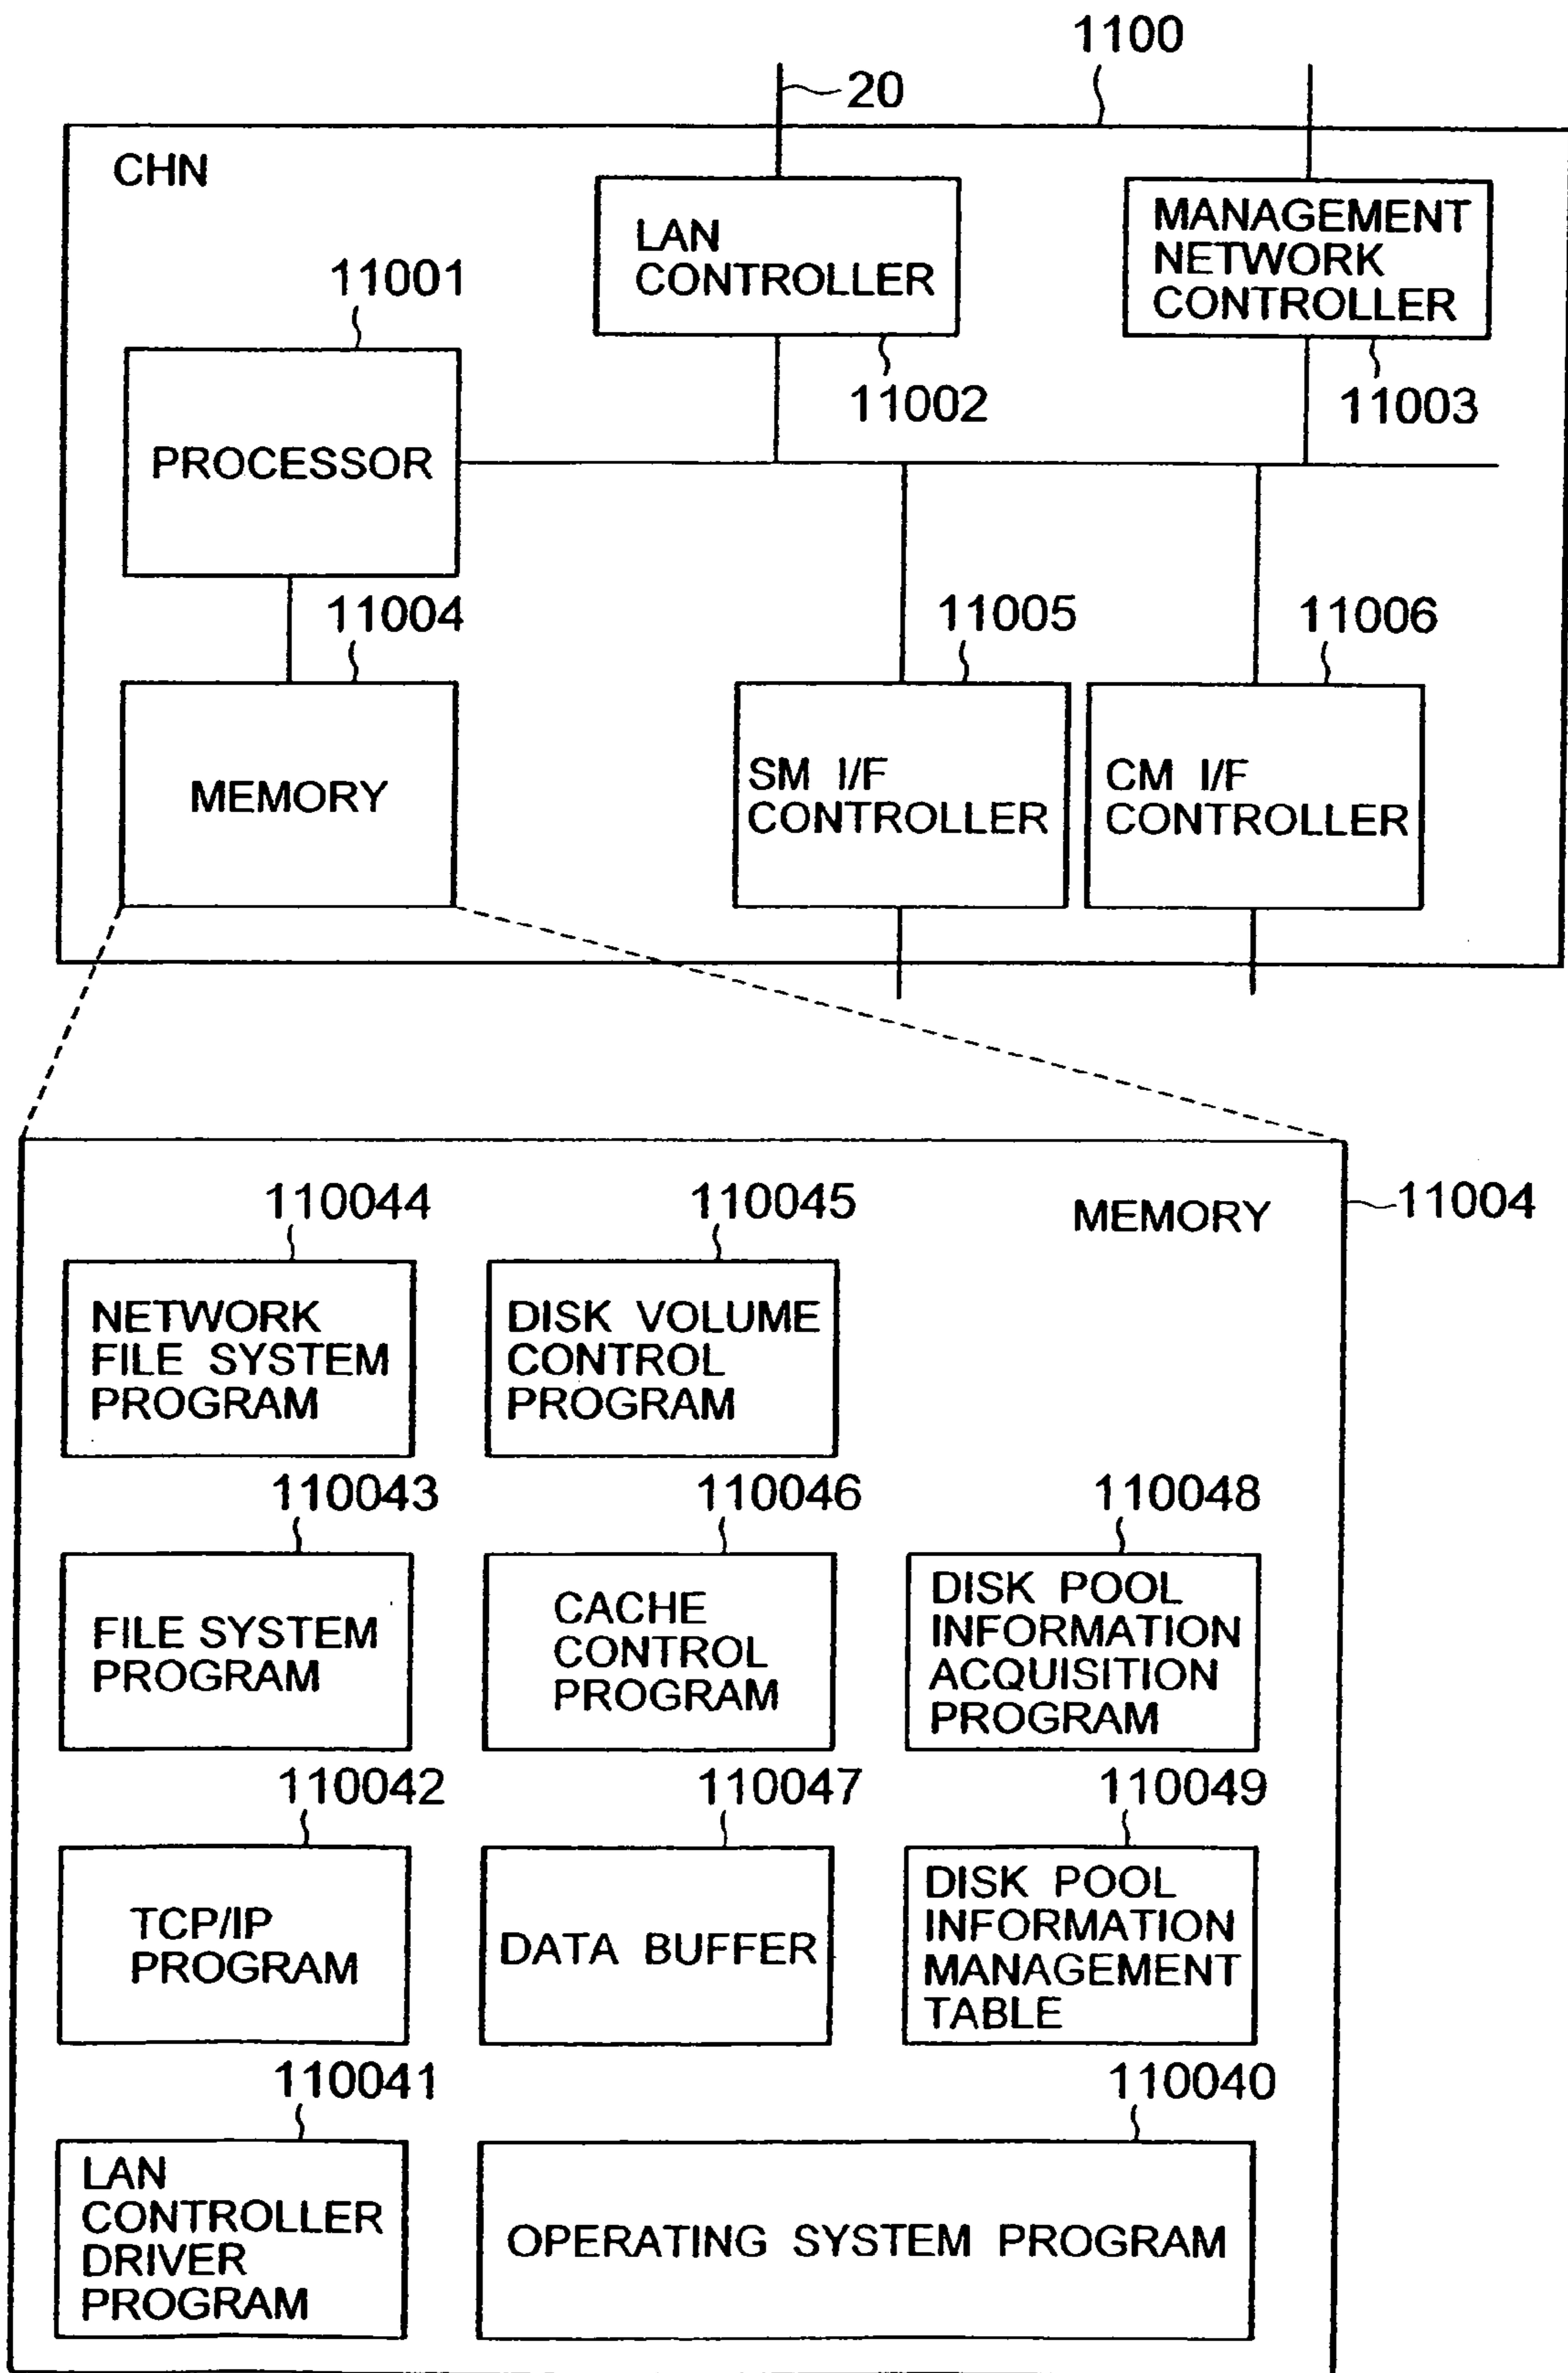 1100
20
CHN
LAN
CONTROLLER
MANAGEMENT
NETWORK
CONTROLLER
11001
11002
11003
PROCESSOR
11004
11005
11006
MEMORY
SM I/F
CONTROLLER
CM I/F
CONTROLLER
110044
110045
MEMORY
11004
NETWORK
FILE SYSTEM
PROGRAM
DISK VOLUME
CONTROL
PROGRAM
110043
110046
110048
FILE SYSTEM
PROGRAM
CACHE
CONTROL
PROGRAM
DISK POOL
INFORMATION
ACQUISITION
PROGRAM
110042
110047
110049
TCP/IP
PROGRAM
DATA BUFFER
DISK POOL
INFORMATION
MANAGEMENT
TABLE
110041
110040
LAN
CONTROLLER
DRIVER
PROGRAM
OPERATING SYSTEM PROGRAM